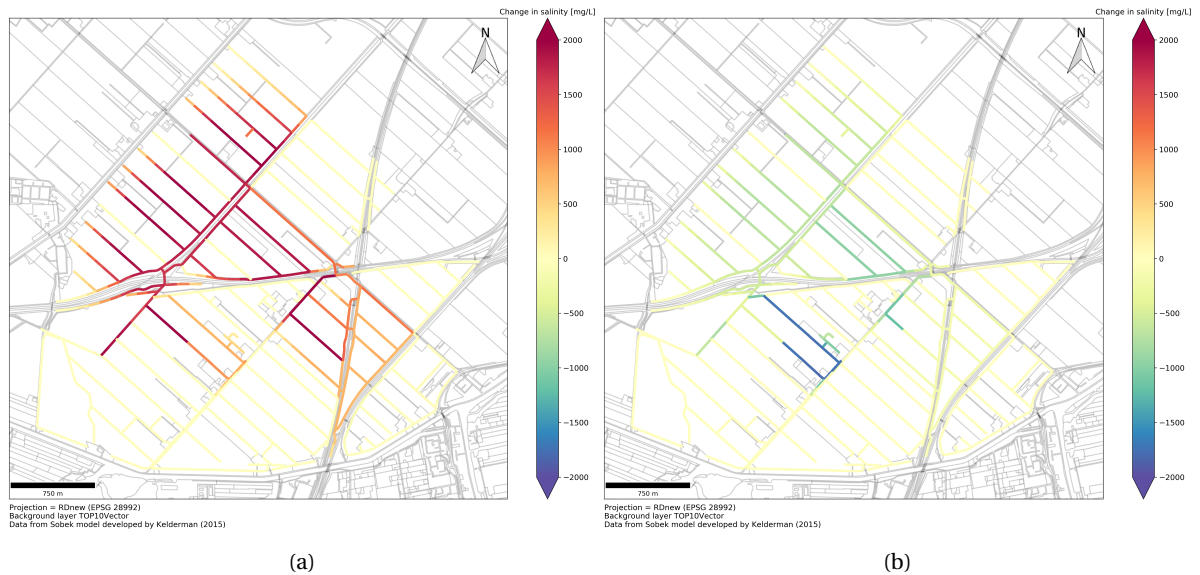 Change in salinity [mg/L]
N
2000
1500
1000
500
0
−500
−1000
−1500
−2000
750 m
Projection = RDnew (EPSG 28992)
Background layer TOP10Vector
Data from Sobek model developed by Kelderman (2015)
(a)
Change in salinity [mg/L]
N
2000
1500
1000
500
0
−500
−1000
−1500
−2000
750 m
Projection = RDnew (EPSG 28992)
Background layer TOP10Vector
Data from Sobek model developed by Kelderman (2015)
(b)